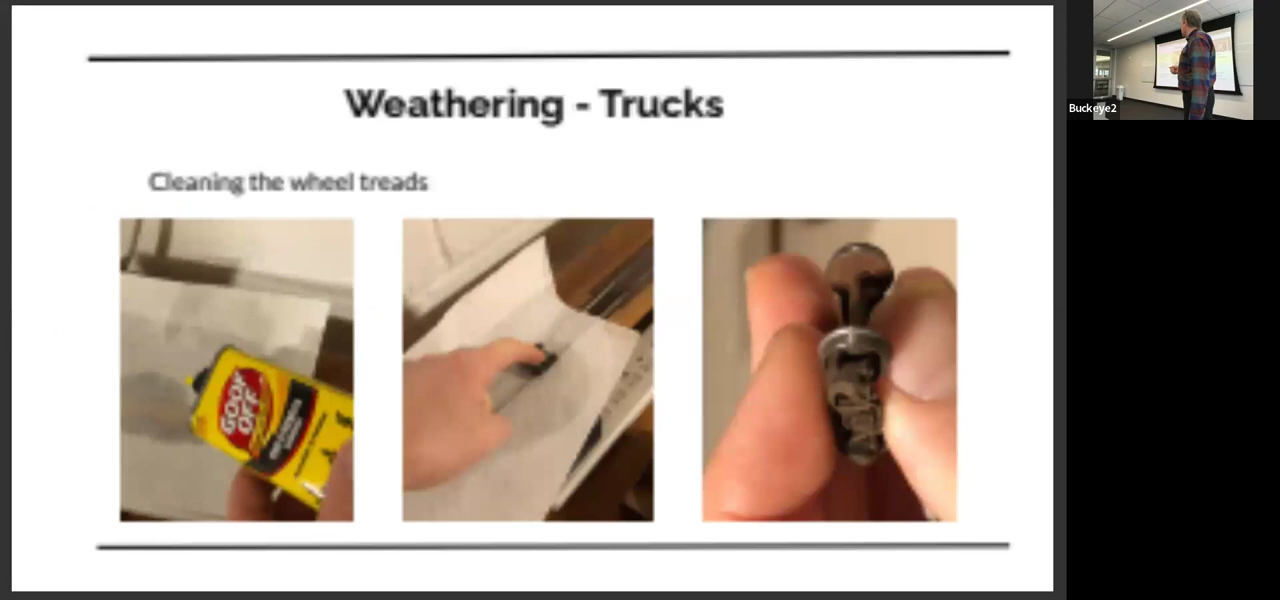 Weathering - Trucks
Cleaning the wheel treads
GOOF
OFF
Buckeye2